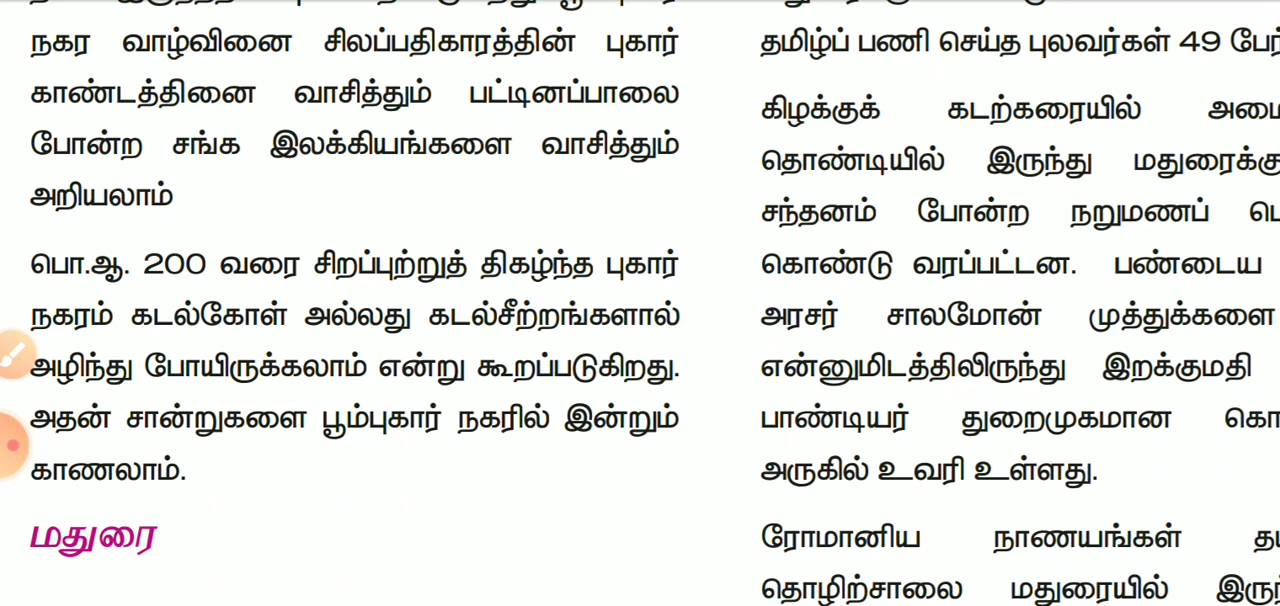 நகர வாழ்வினை சிலப்பதிகாரத்தின் புகார்
காண்டத்தினை வாசித்தும் பட்டினப்பாலை
போன்ற சங்க இலக்கியங்களை வாசித்தும்
அறியலாம்
பொ.ஆ. 200 வரை சிறப்புற்றுத் திகழ்ந்த புகார்
நகரம் கடல்கோள் அல்லது கடல்சீற்றங்களால்
அழிந்து போயிருக்கலாம் என்று கூறப்படுகிறது.
அதன் சான்றுகளை பூம்புகார் நகரில் இன்றும்
காணலாம்.
மதுரை
தமிழ்ப் பணி செய்த புலவர்கள் 49
கிழக்குக் கடற்கரையில்
தொண்டியில் இருந்து
சந்தனம் போன்ற நறுமணப்
கொண்டு வரப்பட்டன. பண்டைய
அரசர் சாலமோன் முத்துக்களை
என்னுமிடத்திலிருந்து இறக்குமதி
பாண்டியர் துறைமுகமான
அருகில் உவரி உள்ளது.
ரோமானிய நாணயங்கள்
தொழிற்சாலை மதுரையில்